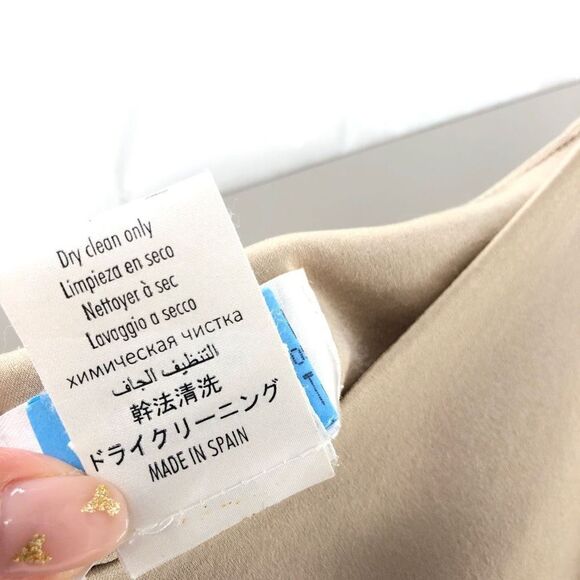 Dry clean only
Limpieza en seco
Nettoyer à sec
Lavaggio a secco
химическая чистка
التنظيف الجاف
幹法清洗
ドライクリーニング
MADE IN SPAIN